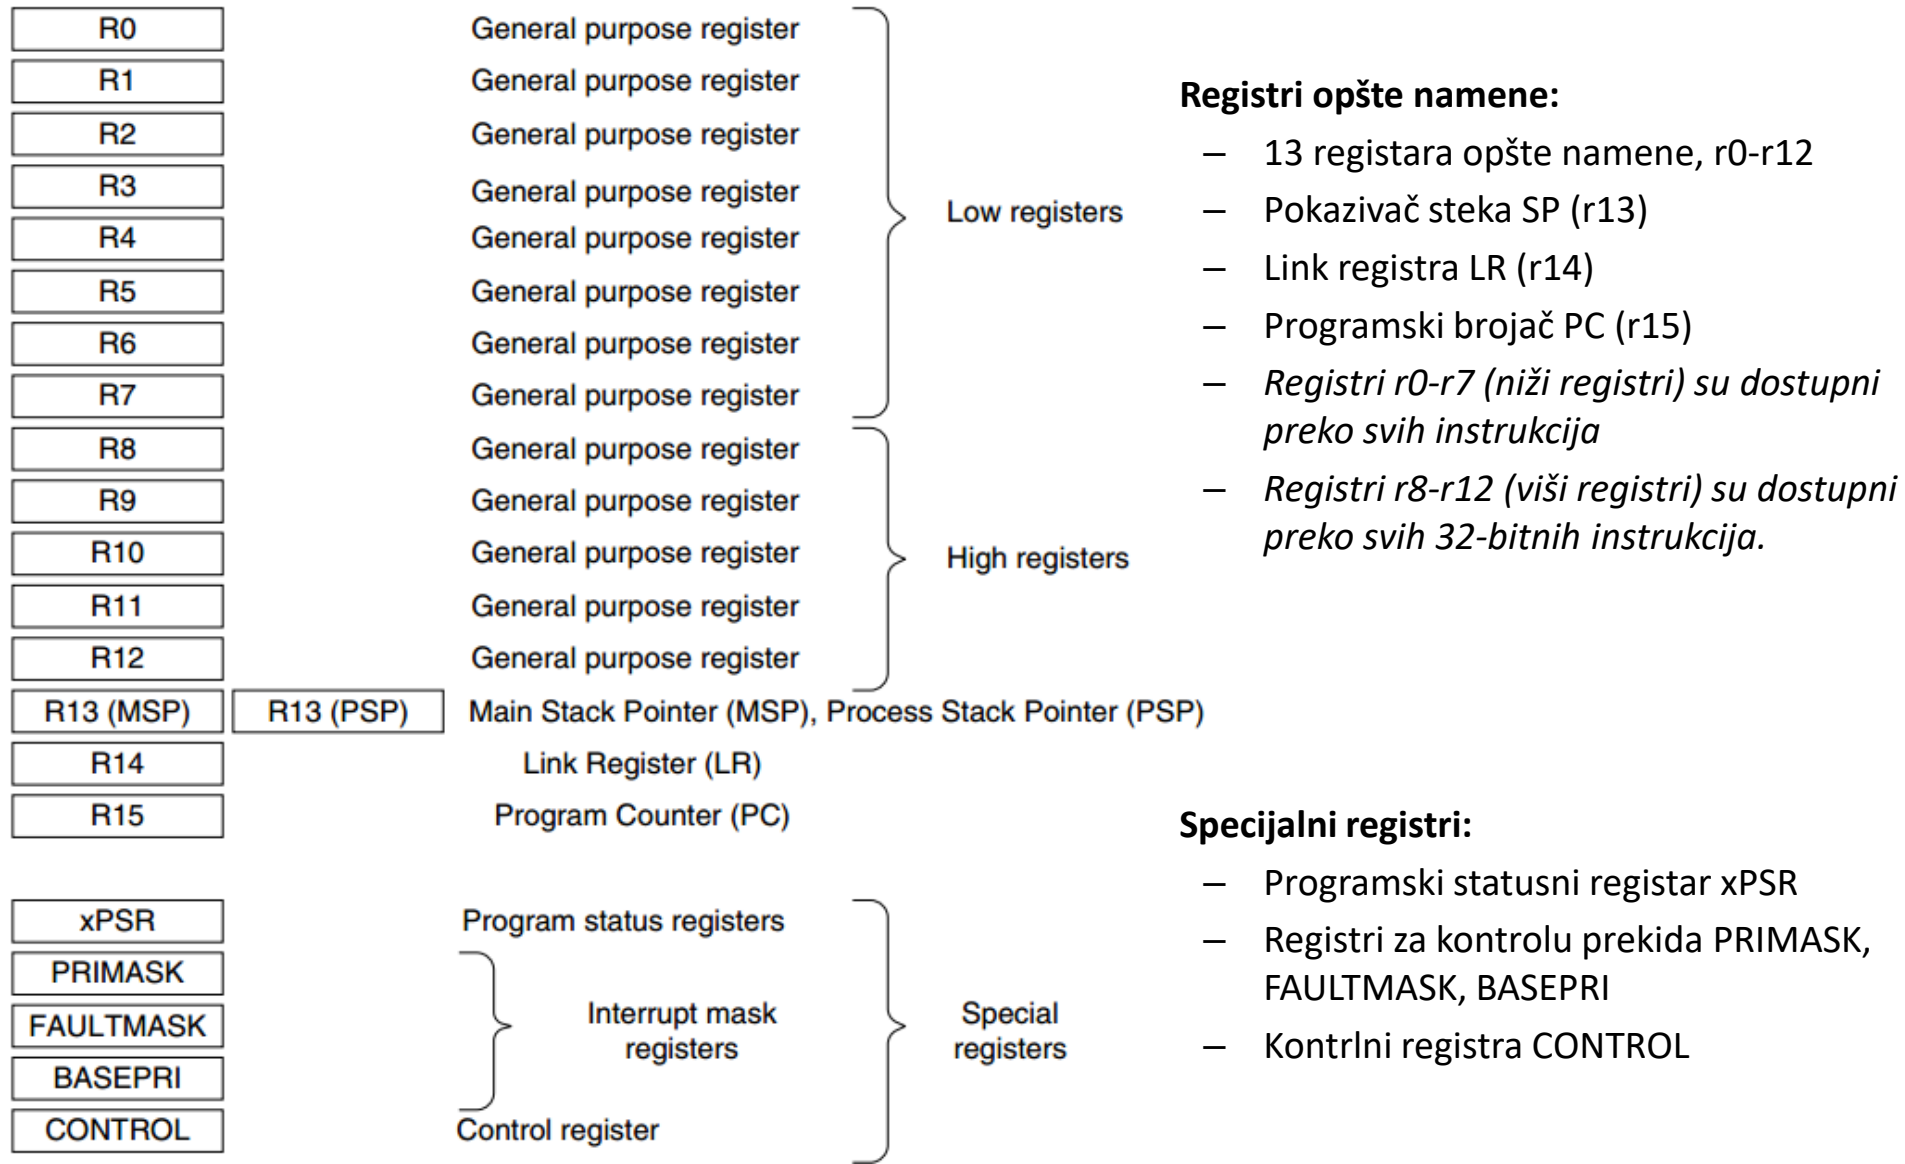 R0 General purpose register
R1 General purpose register
R2 General purpose register
R3 General purpose register
R4 General purpose register
R5 General purpose register
R6 General purpose register
R7 General purpose register
Low registers
R8 General purpose register
R9 General purpose register
R10 General purpose register
R11 General purpose register
R12 General purpose register
High registers
R13 (MSP) R13 (PSP) Main Stack Pointer (MSP), Process Stack Pointer (PSP)
R14 Link Register (LR)
R15 Program Counter (PC)
xPSR Program status registers
PRIMASK
FAULTMASK
BASEPRI
Interrupt mask
registers
CONTROL Control register
Special
registers
Registri opšte namene:
– 13 registara opšte namene, r0-r12
– Pokazivač steka SP (r13)
– Link registra LR (r14)
– Programski brojač PC (r15)
– Registri r0-r7 (niži registri) su dostupni
preko svih instrukcija
– Registri r8-r12 (viši registri) su dostupni
preko svih 32-bitnih instrukcija.
Specijalni registri:
– Programski statusni registar xPSR
– Registri za kontrolu prekida PRIMASK,
FAULTMASK, BASEPRI
– Kontrlni registra CONTROL